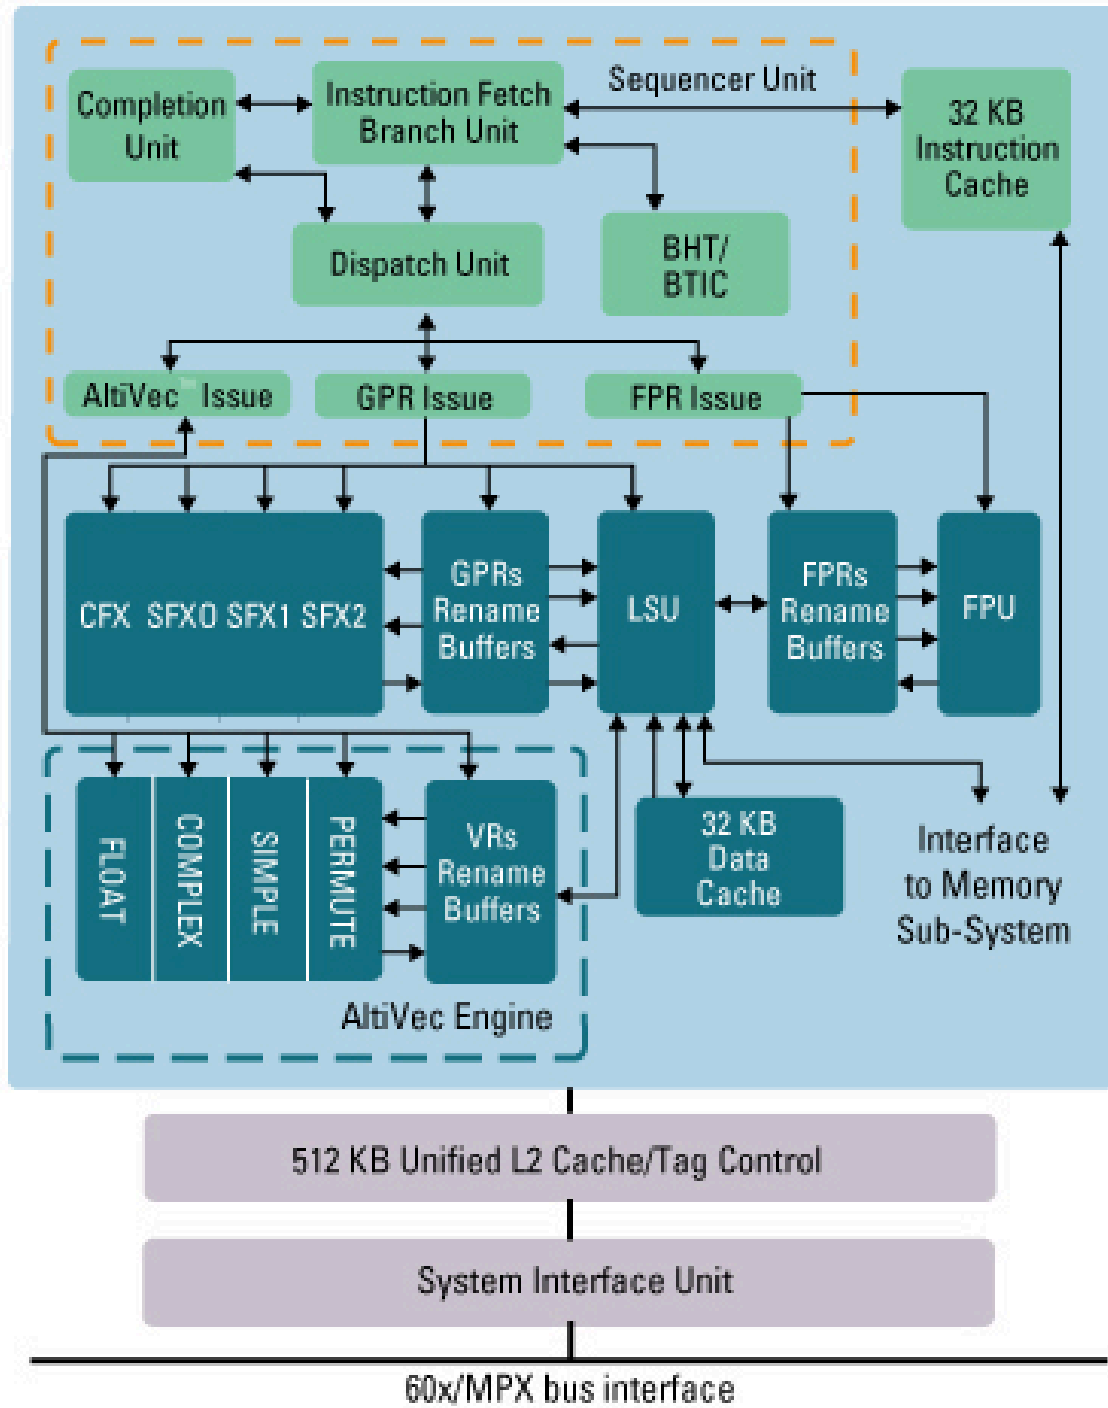 Sequencer Unit
Completion
Unit
Instruction Fetch
Branch Unit
32 KB
Instruction
Cache
Dispatch Unit
BHT/
BTIC
AltiVec™ Issue
GPR Issue
FPR Issue
CFX SFX0 SFX1 SFX2
GPRs
Rename
Buffers
LSU
FPRs
Rename
Buffers
FPU
FLOAT
COMPLEX
SIMPLE
PERMUTE
VRs
Rename
Buffers
32 KB
Data
Cache
Interface
to Memory
Sub-System
AltiVec Engine
512 KB Unified L2 Cache/Tag Control
System Interface Unit
60x/MPX bus interface